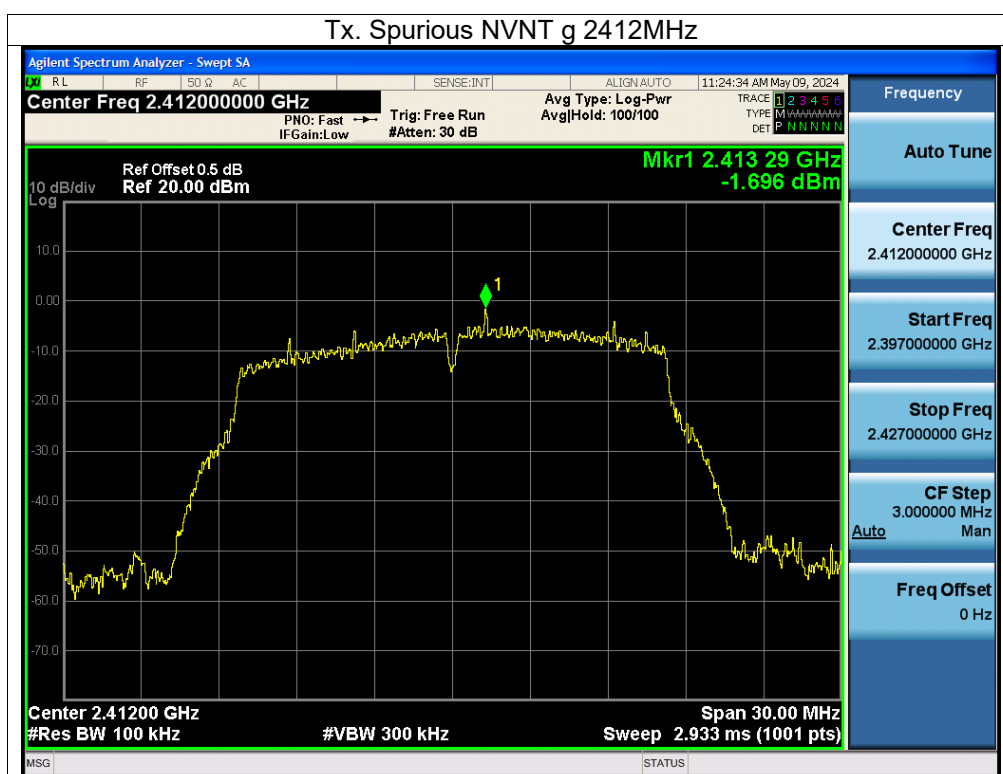 Tx. Spurious NVNT g 2412MHz
Agilent Spectrum Analyzer - Swept SA
LXI RL RF 50 Ω AC SENSE:INT ALIGN AUTO 11:24:34 AM May 09, 2024
Center Freq 2.412000000 GHz
PNO: Fast
IFGain:Low
Trig: Free Run
#Atten: 30 dB
Avg Type: Log-Pwr
Avg|Hold: 100/100
TRACE 1 2 3 4 5 6
TYPE M
DET P N N N N N
Ref Offset 0.5 dB
10 dB/div Ref 20.00 dBm
Log
Mkr1 2.413 29 GHz
-1.696 dBm
10.0
0.00
-10.0
-20.0
-30.0
-40.0
-50.0
-60.0
-70.0
1
Center 2.41200 GHz Span 30.00 MHz
#Res BW 100 kHz #VBW 300 kHz Sweep 2.933 ms (1001 pts)
MSG STATUS
Frequency
Auto Tune
Center Freq
2.412000000 GHz
Start Freq
2.397000000 GHz
Stop Freq
2.427000000 GHz
CF Step
3.000000 MHz
Auto Man
Freq Offset
0 Hz